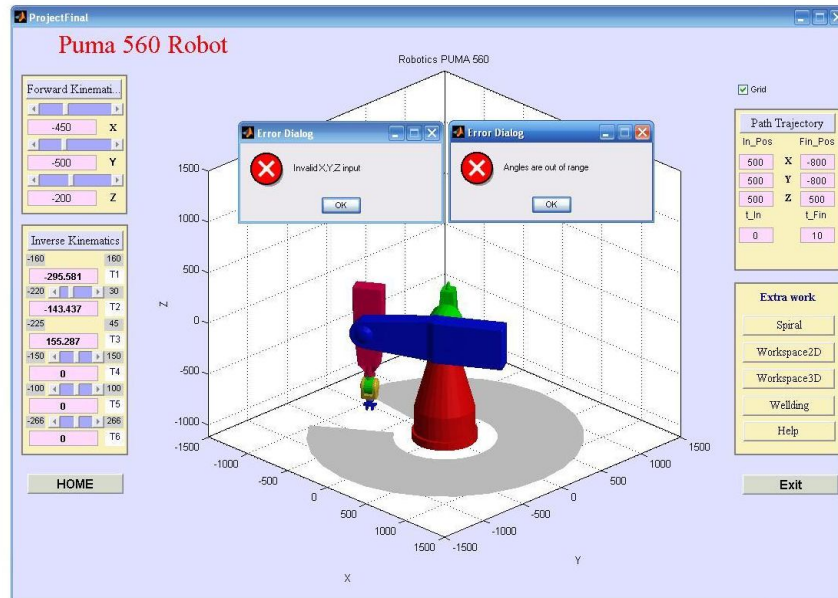 ProjectFinal
Puma 560 Robot
Robotics PUMA 560
Forward Kinemati...
-450 X
-500 Y
-200 Z
Inverse Kinematics
-160 160
-295.581 T1
-220 30
-143.437 T2
-225 45
155.287 T3
-150 150
0 T4
-100 100
0 T5
-266 266
0 T6
HOME
Error Dialog
Invalid X,Y,Z input
OK
Error Dialog
Angles are out of range
OK
1500
1000
500
0
-500
-1000
Z
-1500
-1000
-500
0
500
1000
1500
X
-1500
-1000
-500
0
500
1000
1500
Y
Grid
Path Trajectory
In_Pos Fin_Pos
500 X -800
500 Y -800
500 Z 500
t_In t_Fin
0 10
Extra work
Spiral
Workspace2D
Workspace3D
Wellding
Help
Exit